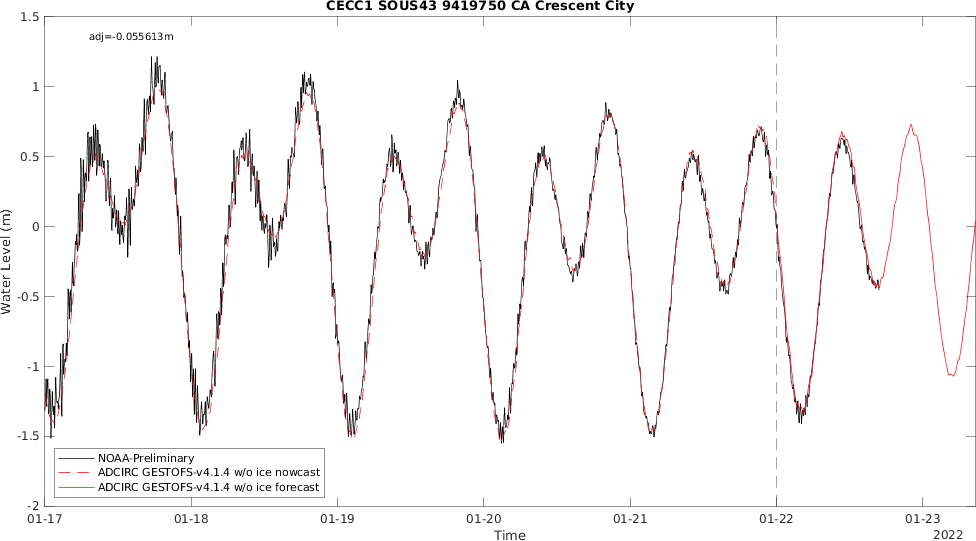 CECC1 SOUS43 9419750 CA Crescent City
adj=-0.055613m
1.5
1
0.5
0
-0.5
-1
-1.5
-2
Water Level (m)
NOAA-Preliminary
ADCIRC GESTOFS-v4.1.4 w/o ice nowcast
ADCIRC GESTOFS-v4.1.4 w/o ice forecast
01-17 01-18 01-19 01-20 01-21 01-22 01-23
Time
2022